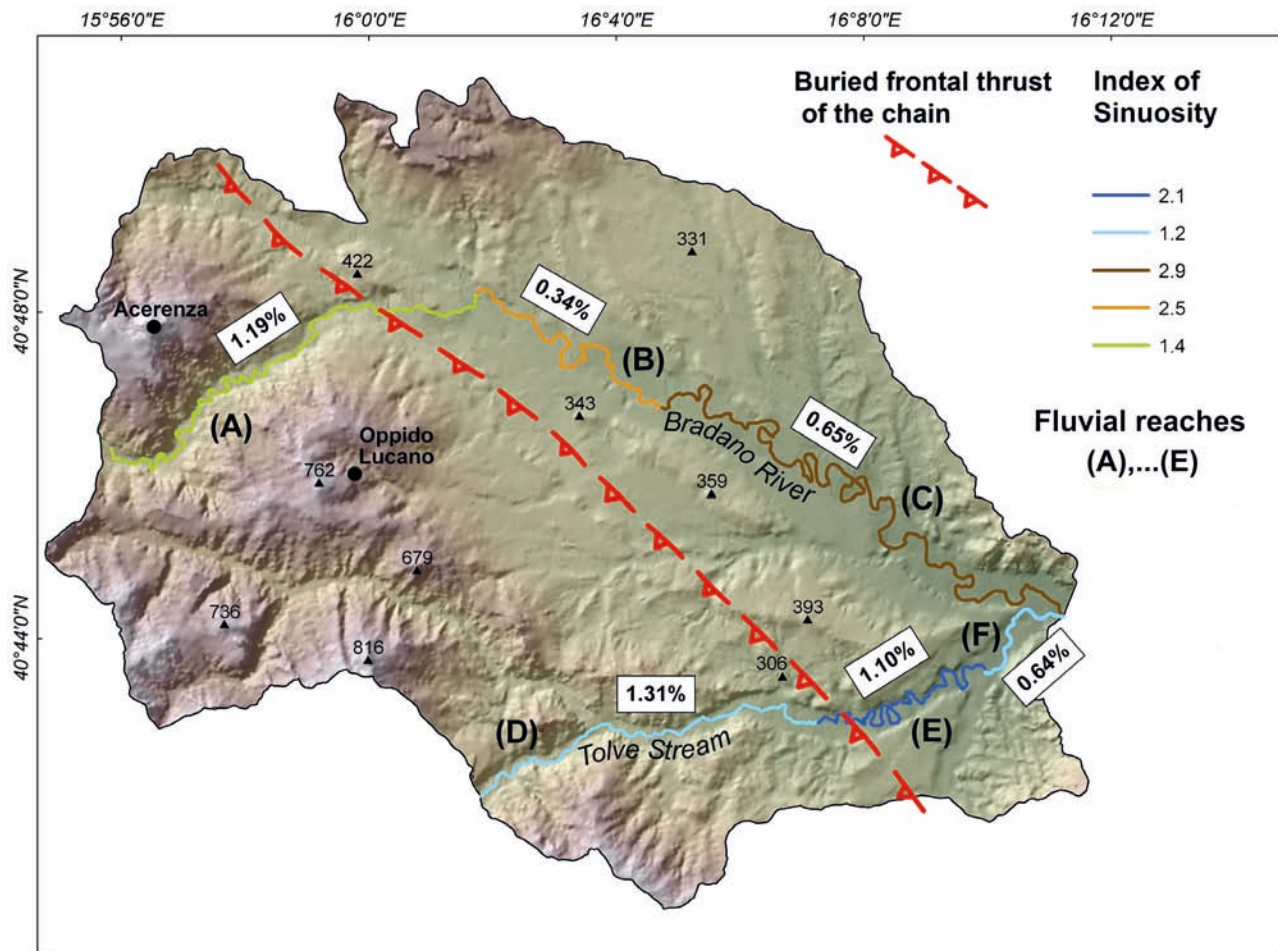 15°56'0"E
16°0'0"E
16°4'0"E
16°8'0"E
16°12'0"E
Buried frontal thrust
of the chain
Index of
Sinuosity
2.1
1.2
2.9
2.5
1.4
Fluvial reaches
(A),...(E)
40°48'0"N
40°44'0"N
331
422
0.34%
Acerenza
1.19%
(B)
343
Bradano River
0.65%
(A)
Oppido
Lucano
762
359
(C)
679
736
393
816
(F)
306
1.10%
0.64%
1.31%
(D)
Tolve Stream
(E)